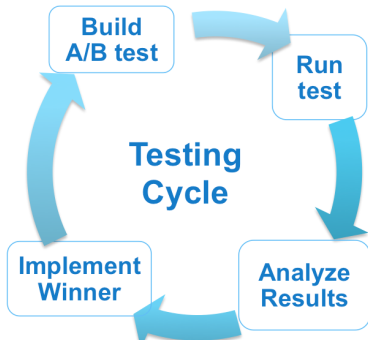 Build
A/B test
Run
test
Testing
Cycle
Analyze
Results
Implement
Winner